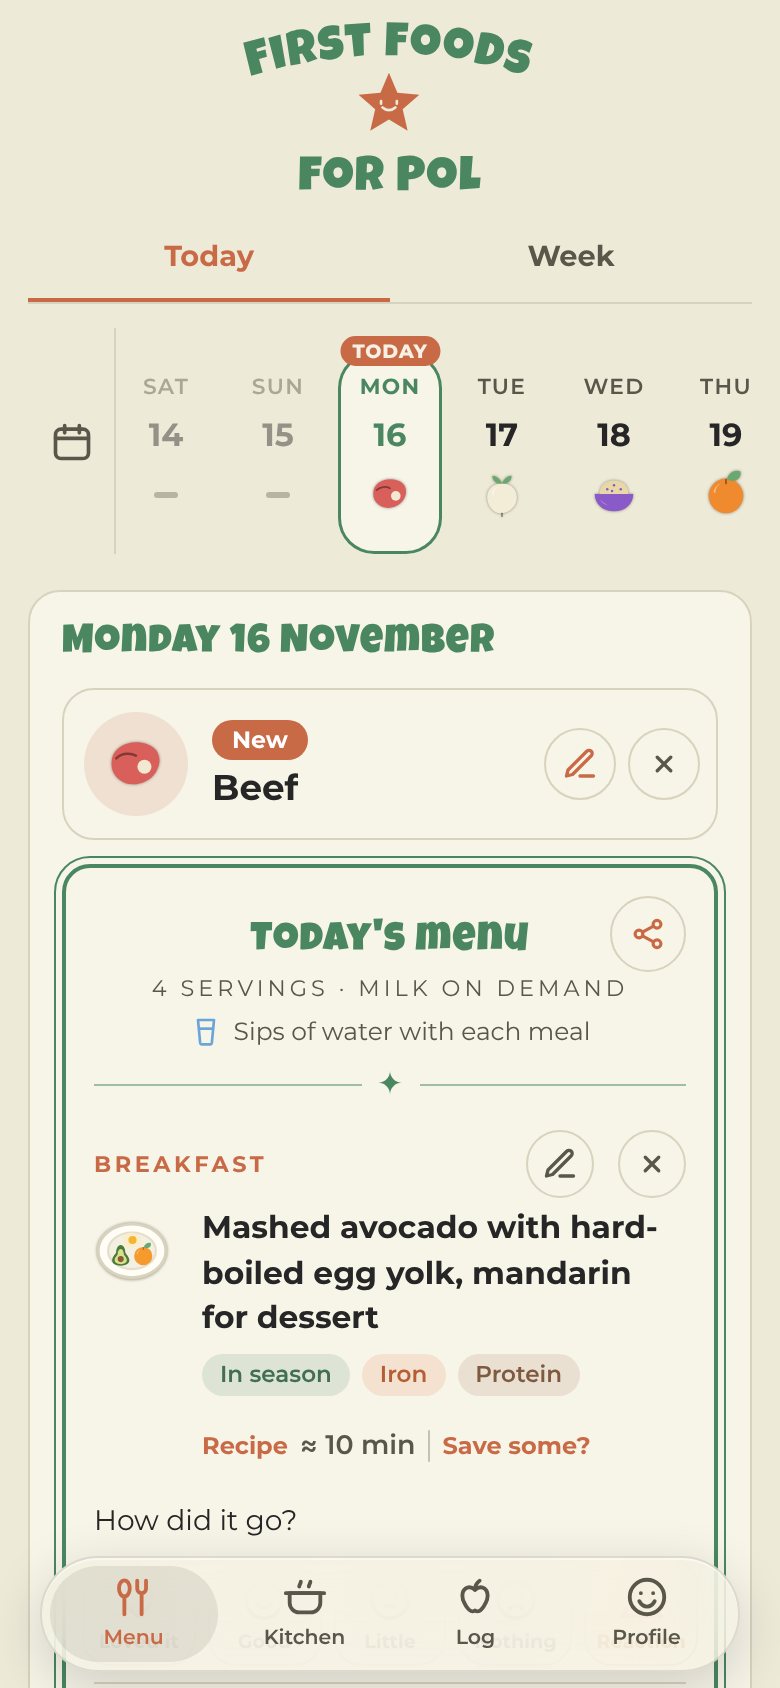 FIRST FOODS
FOR POL
Today
Week
TODAY
SAT
SUN
MON
TUE
WED
THU
14
15
16
17
18
19
Monday 16 November
New
Beef
Today's menu
4 SERVINGS · MILK ON DEMAND
Sips of water with each meal
BREAKFAST
Mashed avocado with hard-
boiled egg yolk, mandarin
for dessert
In season
Iron
Protein
Recipe ≈ 10 min
Save some?
How did it go?
Little
Menu
Kitchen
Log
Profile